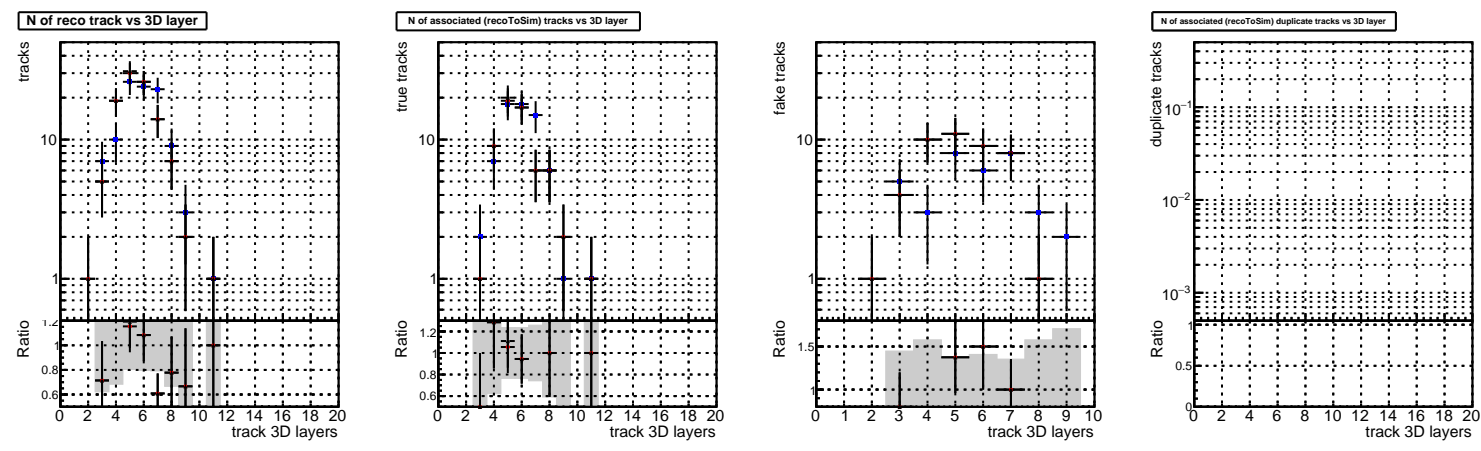 N of reco track vs 3D layer
N of associated (recoToSim) tracks vs 3D layer
N of associated (recoToSim) duplicate tracks vs 3D layer
tracks
10
1
Ratio
1.2
1
0.8
0.6
0 2 4 6 8 10 12 14 16 18 20
track 3D layers
true tracks
10
1
Ratio
1.2
1
0.8
0.6
0 2 4 6 8 10 12 14 16 18 20
track 3D layers
fake tracks
10
1
Ratio
1.5
1
0 1 2 3 4 5 6 7 8 9 10
track 3D layers
duplicate tracks
10⁻¹
10⁻²
10⁻³
Ratio
1
0.5
0
0 2 4 6 8 10 12 14 16 18 20
track 3D layers